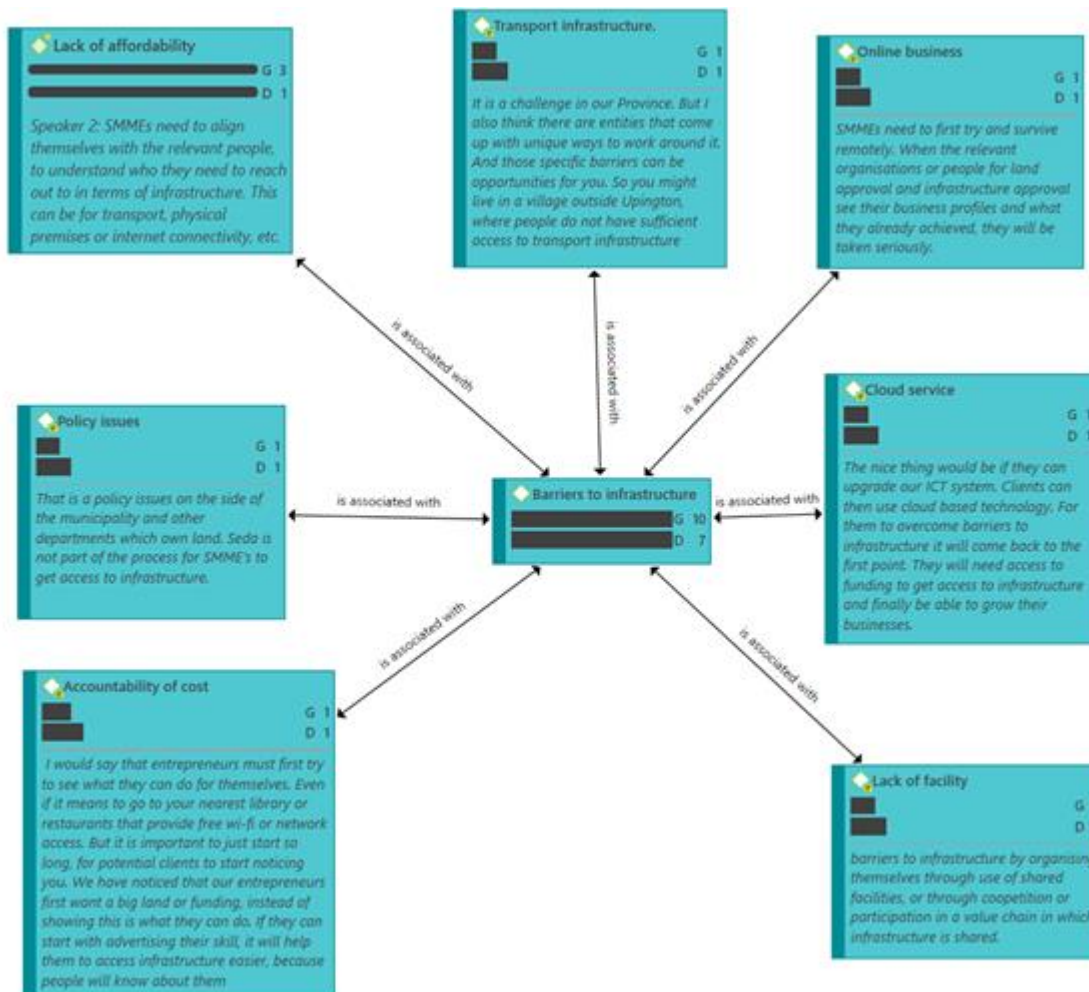 Lack of affordability
G 3
D 1
Speaker 2: SMMEs need to align
themselves with the relevant people,
to understand who they need to reach
out to in terms of infrastructure. This
can be for transport, physical
premises or internet connectivity, etc.
Transport infrastructure.
G 1
D 1
It is a challenge in our Province. But I
also think there are entities that come
up with unique ways to work around it.
And those specific barriers can be
opportunities for you. So you might
live in a village outside Upington,
where people do not have sufficient
access to transport infrastructure
Online business
G 1
D 1
SMMEs need to first try and survive
remotely. When the relevant
organisations or people for land
approval and infrastructure approval
see their business profiles and what
they already achieved, they will be
taken seriously.
is associated with
is associated with
is associated with
Policy issues
G 1
D 1
That is a policy issues on the side of
the municipality and other
departments which own land. Seda is
not part of the process for SMME's to
get access to infrastructure.
is associated with
Barriers to infrastructure
G 10
D 7
is associated with
Cloud service
G 1
D 1
The nice thing would be if they can
upgrade our ICT system. Clients can
then use cloud based technology. For
them to overcome barriers to
infrastructure it will come back to the
first point. They will need access to
funding to get access to infrastructure
and finally be able to grow their
businesses.
is associated with
is associated with
Accountability of cost
G 1
D 1
I would say that entrepreneurs must first try
to see what they can do for themselves. Even
if it means to go to your nearest library or
restaurants that provide free wi-fi or network
access. But it is important to just start so
long, for potential clients to start noticing
you. We have noticed that our entrepreneurs
first want a big land or funding, instead of
showing this is what they can do. If they can
start with advertising their skill, it will help
them to access infrastructure easier, because
people will know about them
Lack of facility
G
D
barriers to infrastructure by organising
themselves through use of shared
facilities, or through coopetition or
participation in a value chain in which
infrastructure is shared.